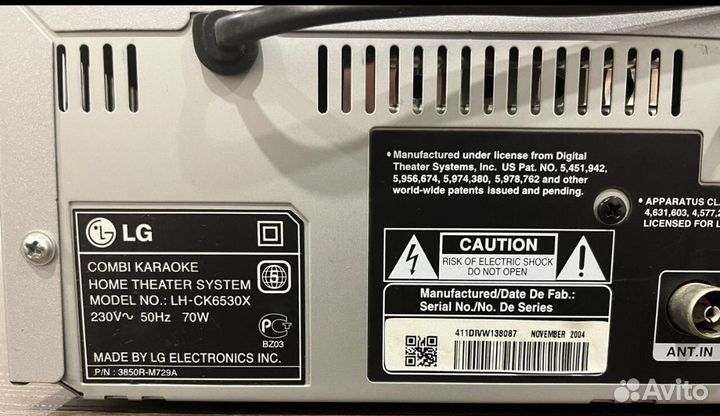 • Manufactured under license from Digital
Theater Systems, Inc. US Pat. NO. 5,451,942,
5,956,674, 5,974,380, 5,978,762 and other
world-wide patents issued and pending.
• APPARATUS CL
4,631,603, 4,577,2
LICENSED FOR L
LG
COMBI KARAOKE
HOME THEATER SYSTEM
MODEL NO.: LH-CK6530X
230V~ 50Hz 70W
5
PC
BZ03
MADE BY LG ELECTRONICS INC.
P/N : 3850R-M729A
CAUTION
RISK OF ELECTRIC SHOCK
DO NOT OPEN
Manufactured/Date De Fab.:
Serial No./No. De Series
411DIVW138087 NOVEMBER 2004
ANT.IN
Avito